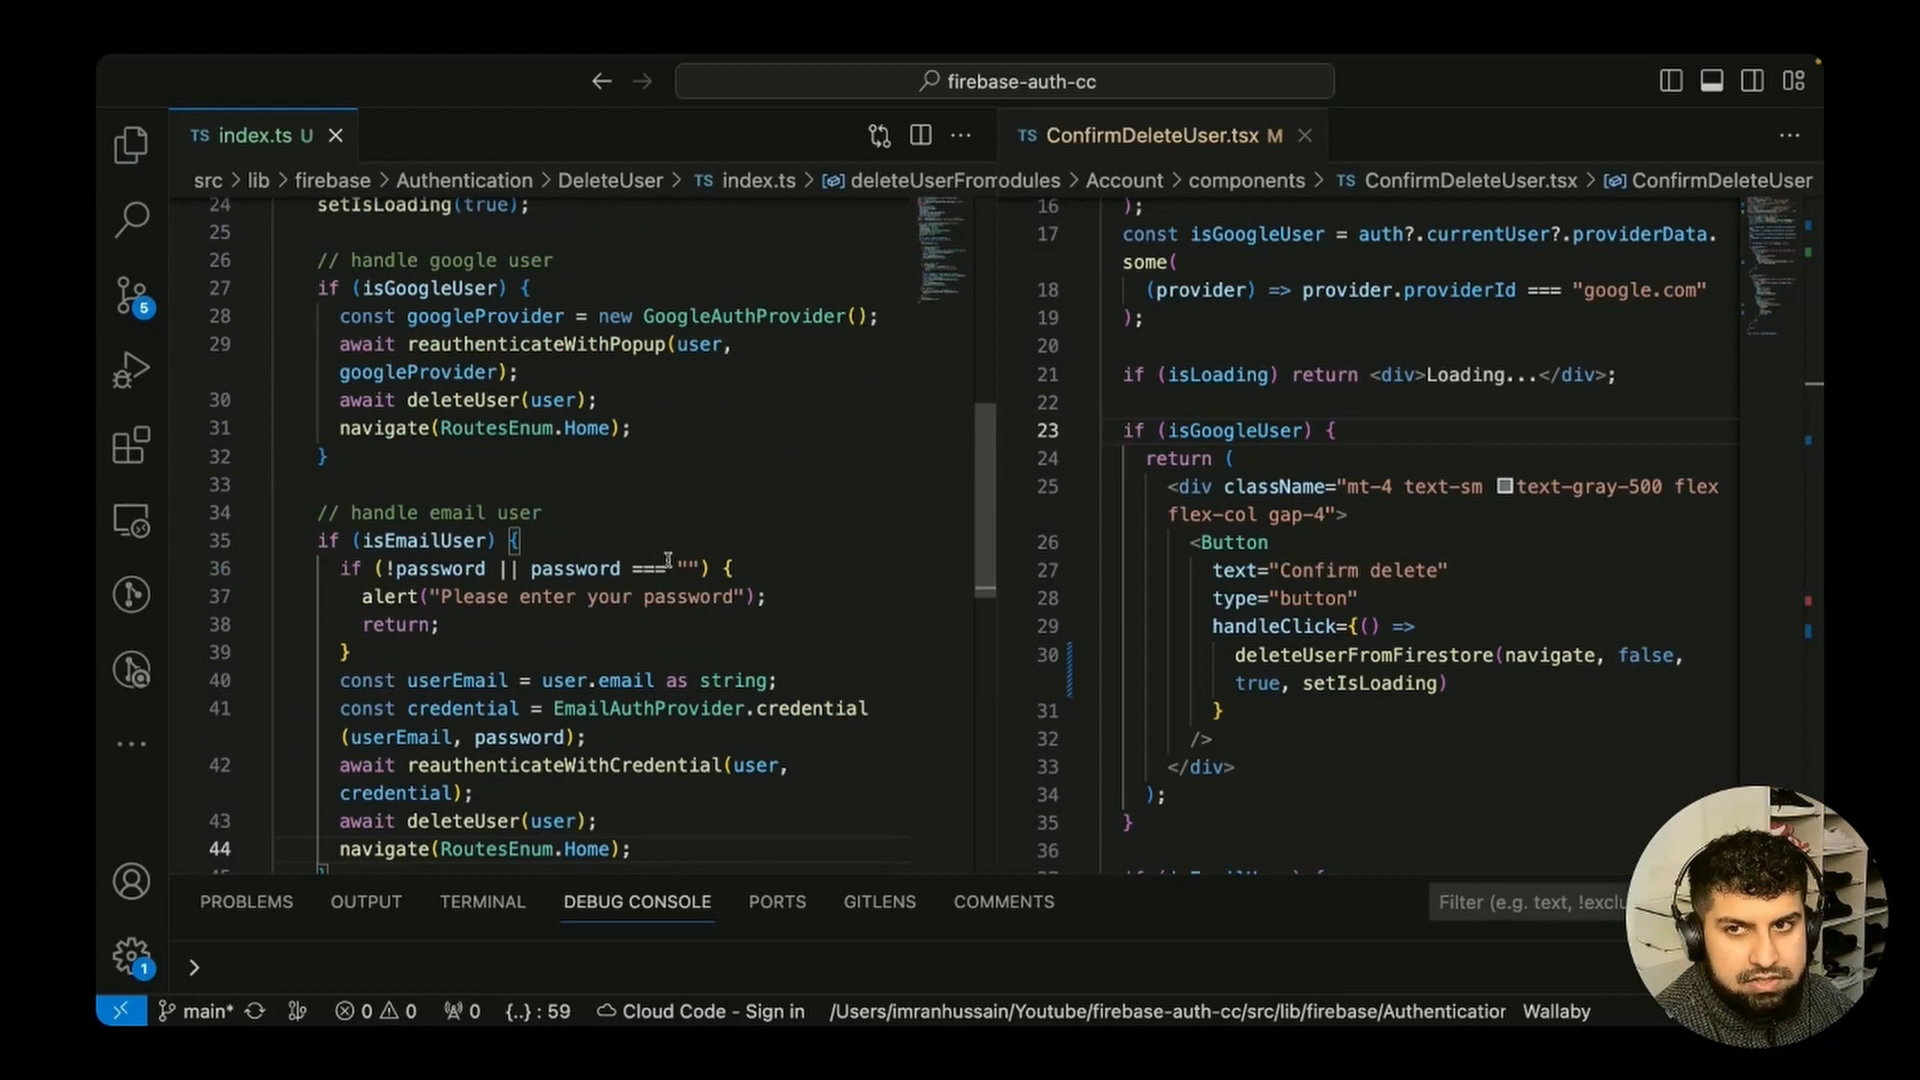 firebase-auth-cc
TS index.ts U
TS ConfirmDeleteUser.tsx M
src > lib > firebase > Authentication > DeleteUser > TS index.ts > deleteUserFrom
odules > Account > components > TS ConfirmDeleteUser.tsx > ConfirmDeleteUser
24 setIsLoading(true);
25
26 // handle google user
27 if (isGoogleUser) {
28 const googleProvider = new GoogleAuthProvider();
29 await reauthenticateWithPopup(user,
googleProvider);
30 await deleteUser(user);
31 navigate(RoutesEnum.Home);
32 }
33
34 // handle email user
35 if (isEmailUser) {
36 if (!password || password === "") {
37 alert("Please enter your password");
38 return;
39 }
40 const userEmail = user.email as string;
41 const credential = EmailAuthProvider.credential
(userEmail, password);
42 await reauthenticateWithCredential(user,
credential);
43 await deleteUser(user);
44 navigate(RoutesEnum.Home);
16 );
17 const isGoogleUser = auth?.currentUser?.providerData.
some(
18 (provider) => provider.providerId === "google.com"
19 );
20
21 if (isLoading) return <div>Loading...</div>;
22
23 if (isGoogleUser) {
24 return (
25 <div className="mt-4 text-sm text-gray-500 flex
flex-col gap-4">
26 <Button
27 text="Confirm delete"
28 type="button"
29 handleClick={() =>
30 deleteUserFromFirestore(navigate, false,
true, setIsLoading)
31 }
32 />
33 </div>
34 );
35 }
36
5
1
PROBLEMS OUTPUT TERMINAL DEBUG CONSOLE PORTS GITLENS COMMENTS
Filter (e.g. text, !exclu
>
main* 0 0 0 {..} : 59 Cloud Code - Sign in /Users/imranhussain/Youtube/firebase-auth-cc/src/lib/firebase/Authentication Wallaby